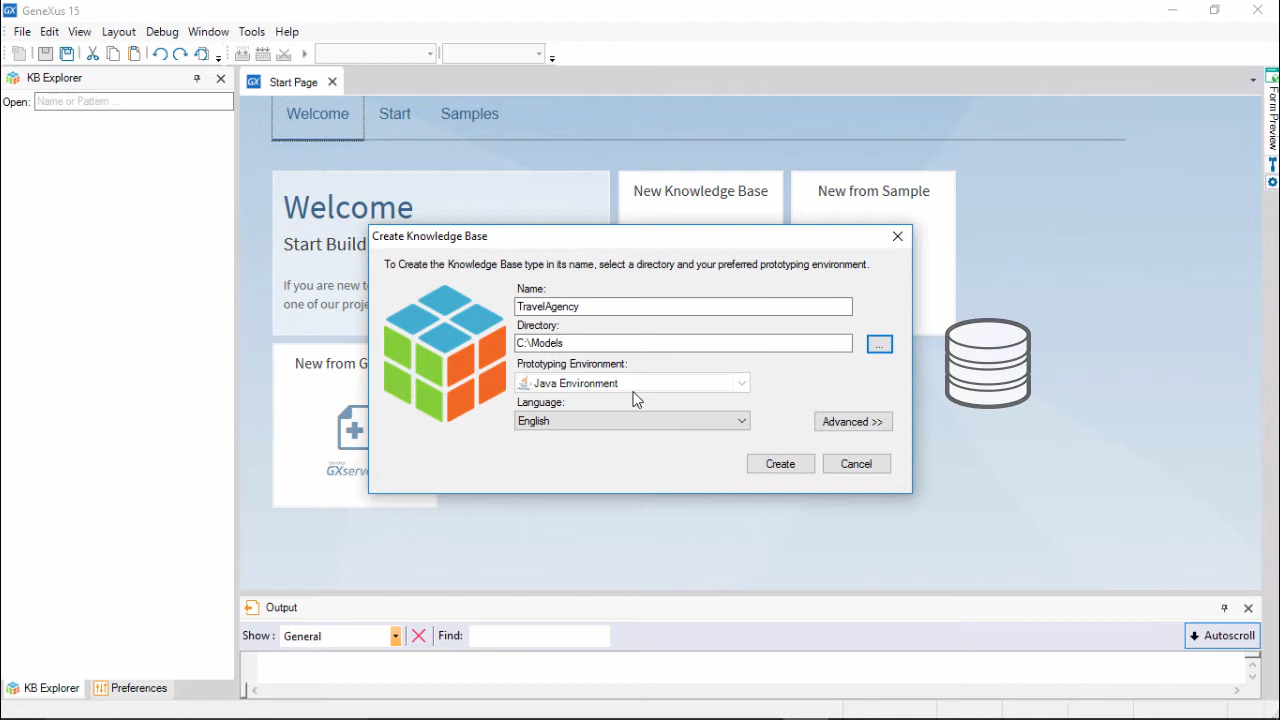 GX GeneXus 15
File Edit View Layout Debug Window Tools Help
KB Explorer
Open: Name or Pattern ...
GX Start Page
Welcome Start Samples
Welcome
Start Build
If you are new t
one of our proje
New Knowledge Base
New from Sample
New from G
GeneXus
GXserve
Create Knowledge Base
To Create the Knowledge Base type in its name, select a directory and your preferred prototyping environment.
Name:
TravelAgency
Directory:
C:\Models
...
Prototyping Environment:
Java Environment
Language:
English
Advanced >>
Create Cancel
Form Preview
Output
Show: General Find:
Autoscroll
KB Explorer Preferences